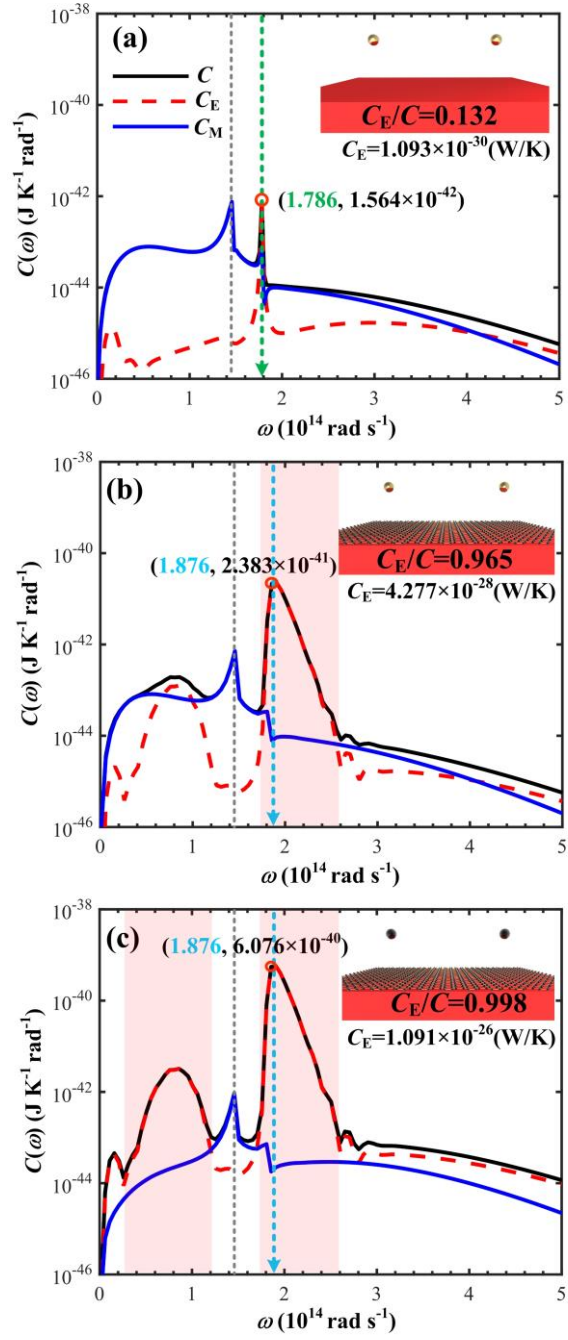 (a)
C
C_E
C_M
C_E/C=0.132
C_E=1.093×10^-30(W/K)
(1.786, 1.564×10^-42)
C(ω) (J K^-1 rad^-1)
10^-38
10^-40
10^-42
10^-44
10^-46
0 1 2 3 4 5
ω (10^14 rad s^-1)
(b)
C_E/C=0.965
C_E=4.277×10^-28(W/K)
(1.876, 2.383×10^-41)
C(ω) (J K^-1 rad^-1)
10^-38
10^-40
10^-42
10^-44
10^-46
0 1 2 3 4 5
ω (10^14 rad s^-1)
(c)
(1.876, 6.076×10^-40)
C_E/C=0.998
C_E=1.091×10^-26(W/K)
C(ω) (J K^-1 rad^-1)
10^-38
10^-40
10^-42
10^-44
10^-46
0 1 2 3 4 5
ω (10^14 rad s^-1)